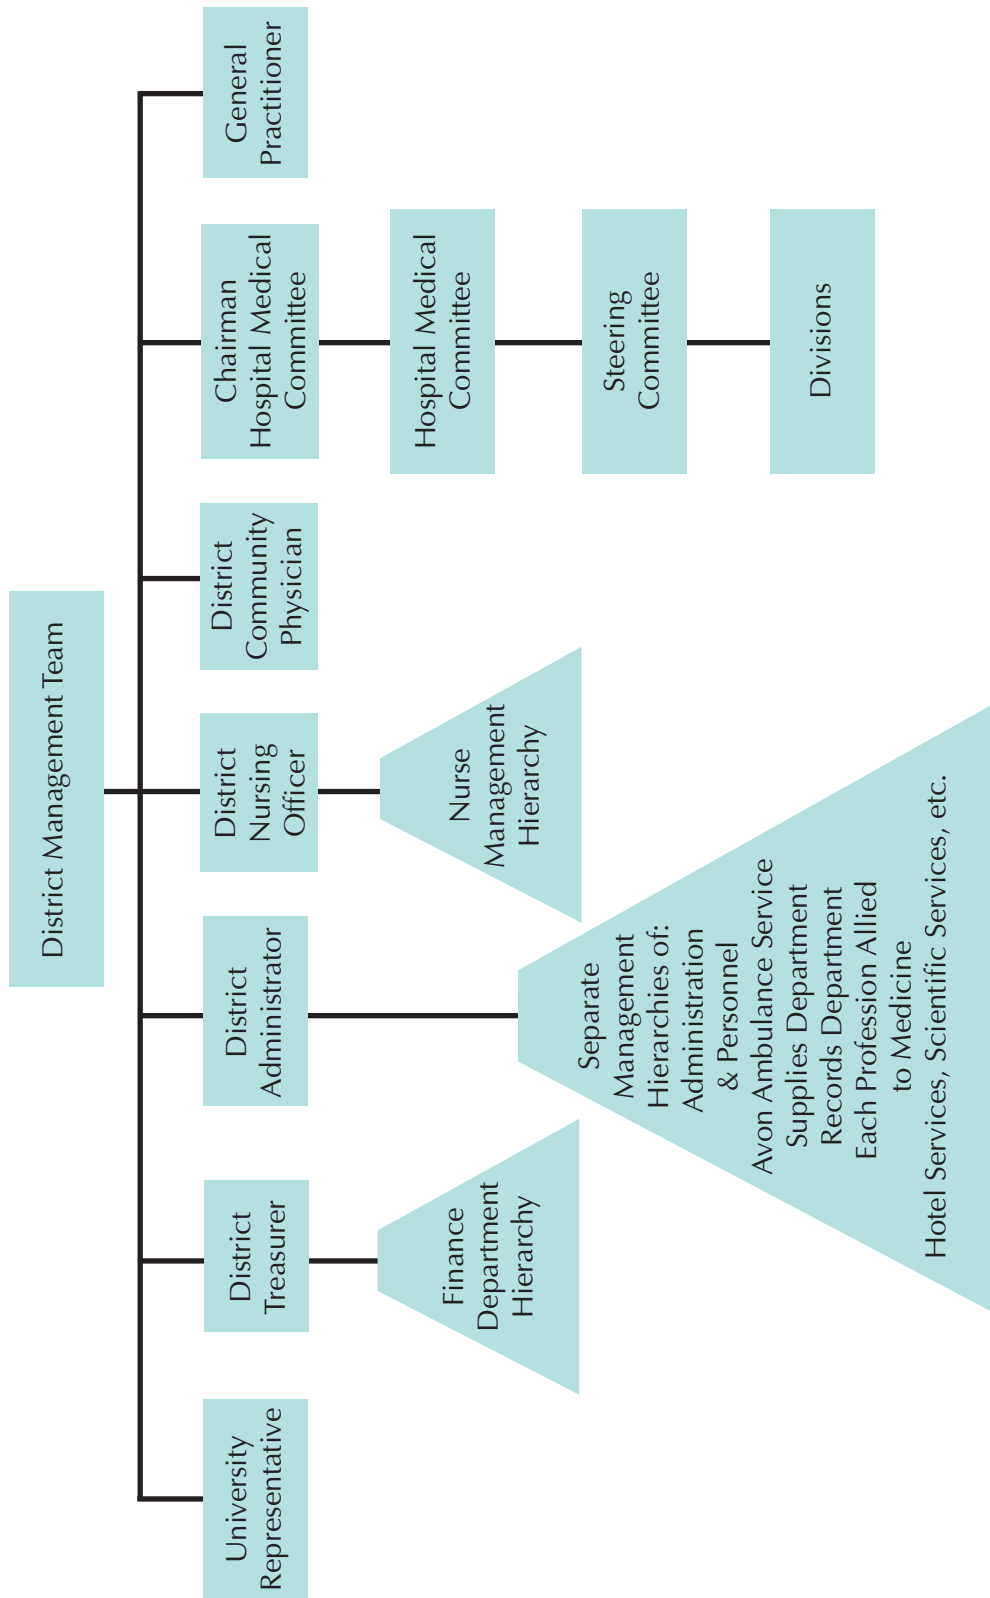 District Management Team
University
Representative
District
Treasurer
District
Administrator
District
Nursing
Officer
District
Community
Physician
Chairman
Hospital Medical
Committee
General
Practitioner
Finance
Department
Hierarchy
Nurse
Management
Hierarchy
Hospital Medical
Committee
Separate
Management
Hierarchies of:
Administration
& Personnel
Avon Ambulance Service
Supplies Department
Records Department
Each Profession Allied
to Medicine
Hotel Services, Scientific Services, etc.
Steering
Committee
Divisions